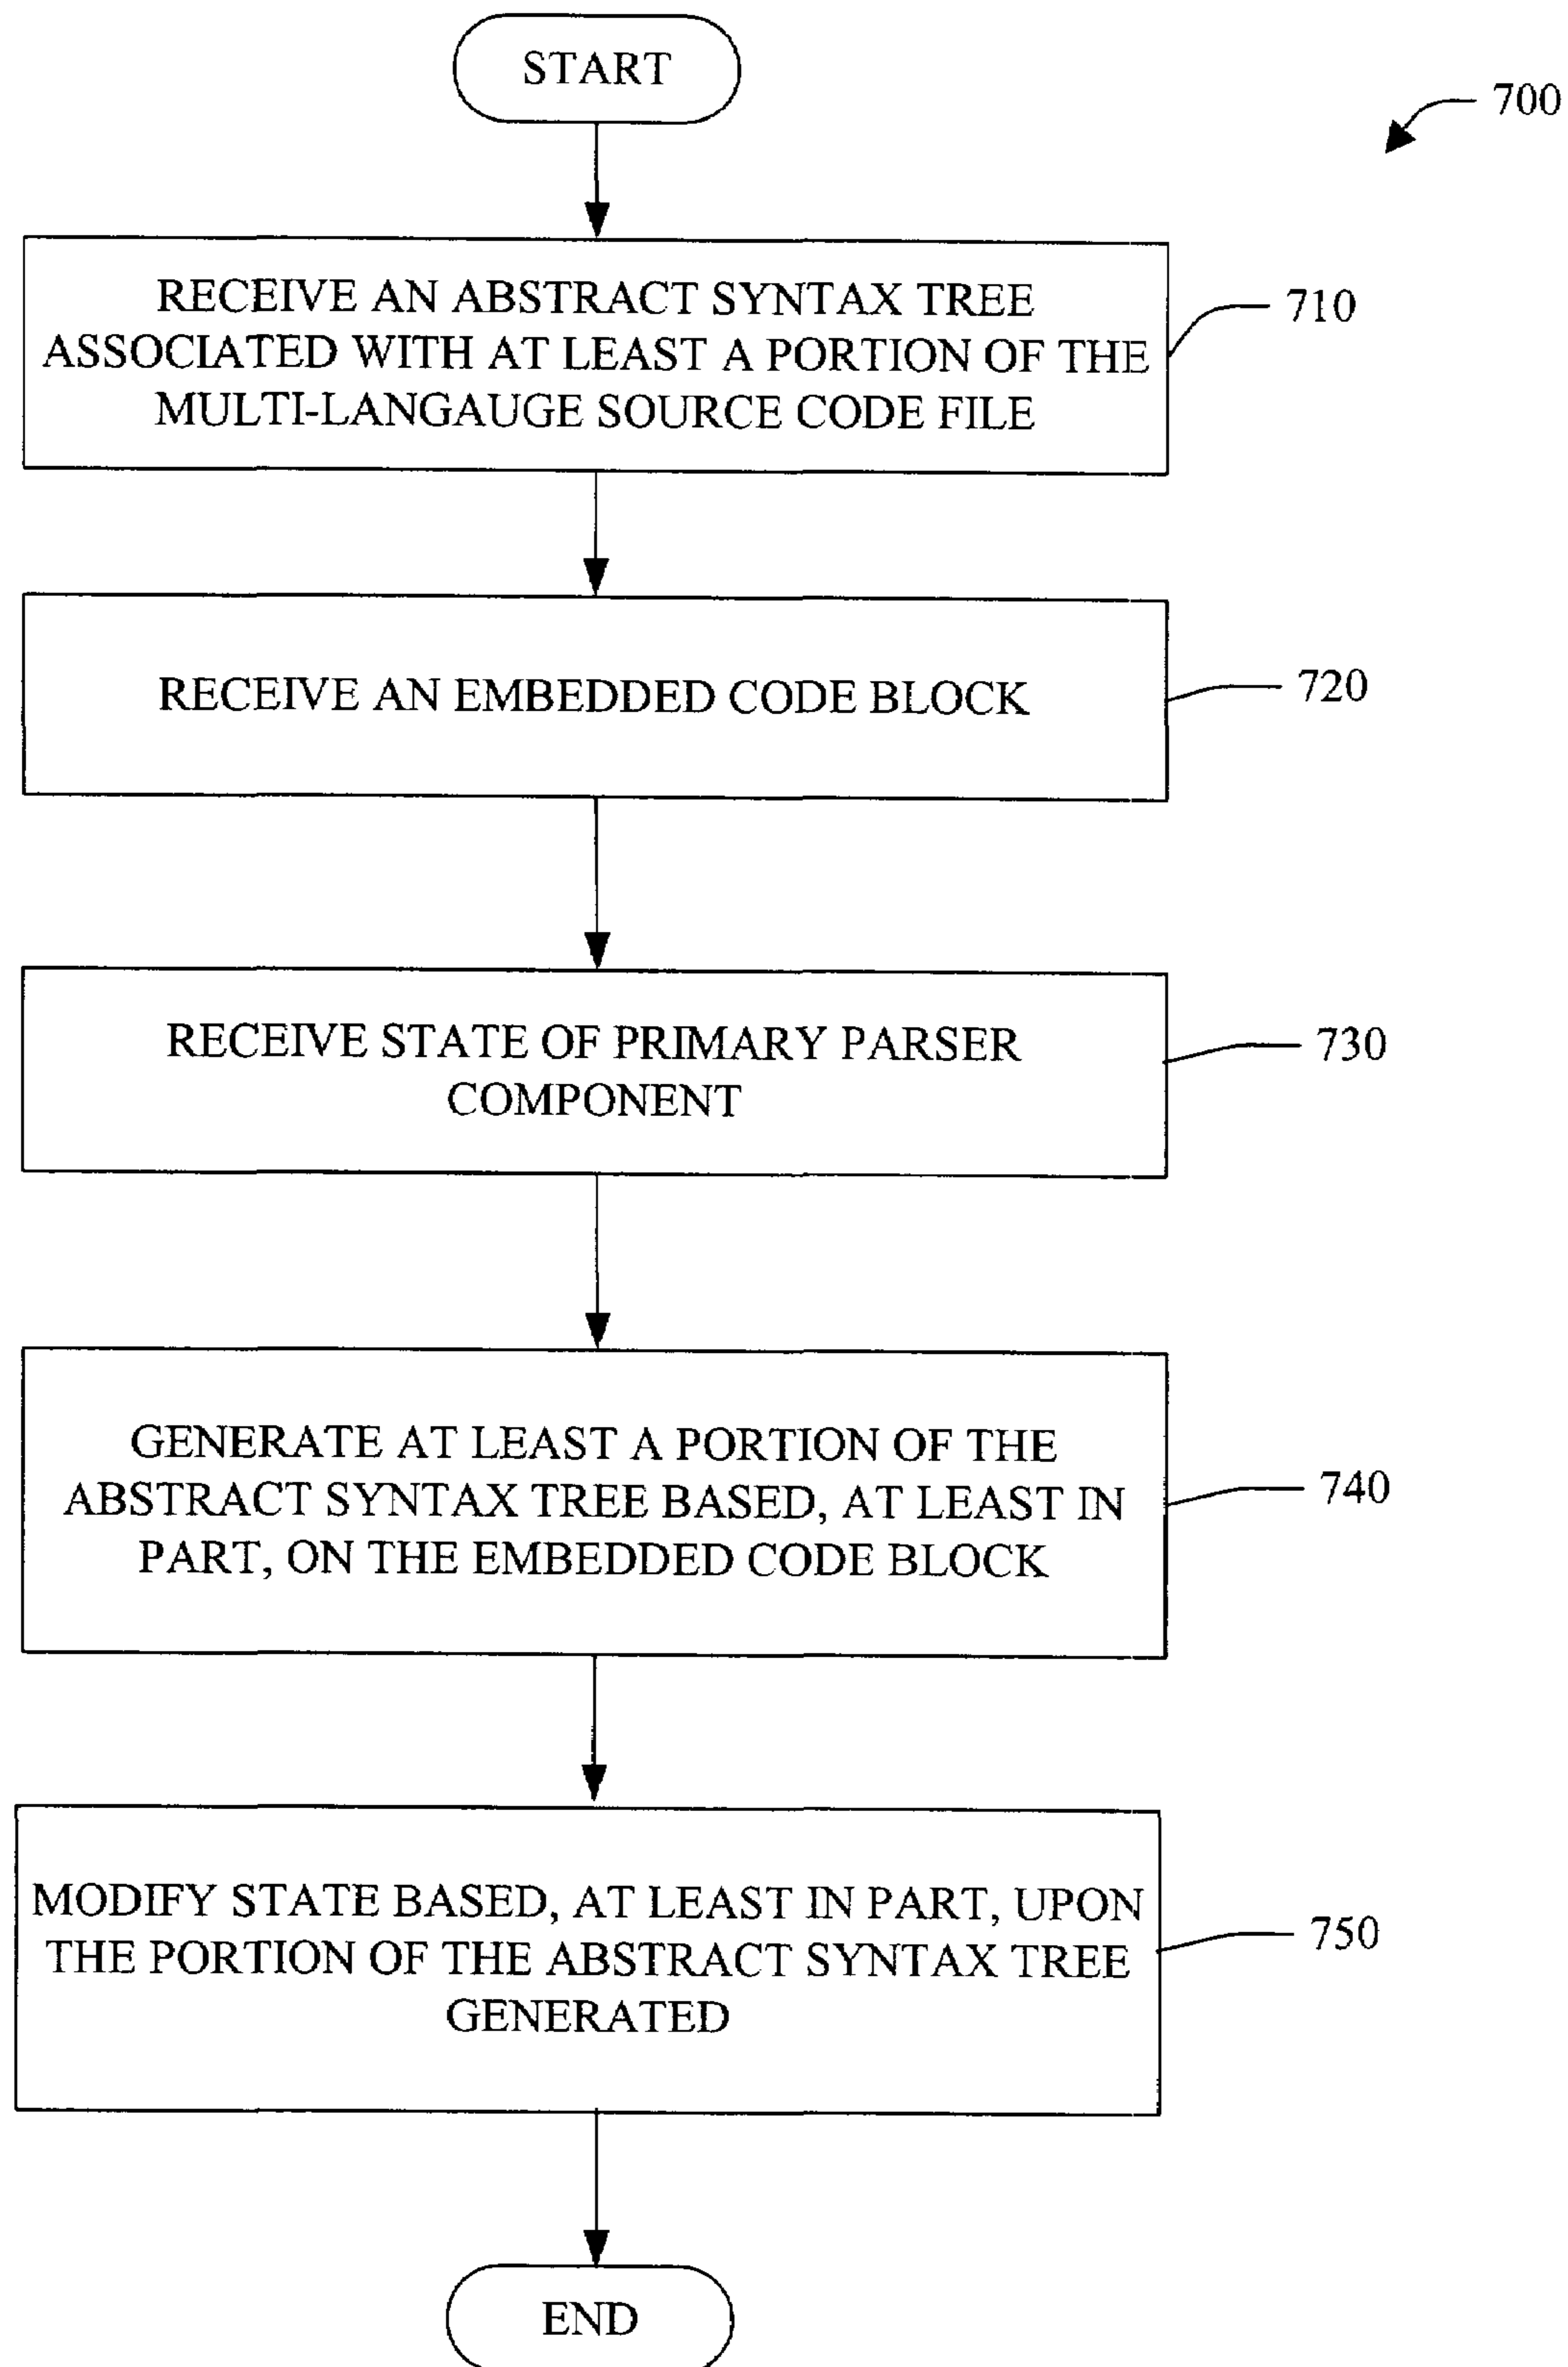 START
700
RECEIVE AN ABSTRACT SYNTAX TREE
ASSOCIATED WITH AT LEAST A PORTION OF THE
MULTI-LANGAUGE SOURCE CODE FILE
710
RECEIVE AN EMBEDDED CODE BLOCK
720
RECEIVE STATE OF PRIMARY PARSER
COMPONENT
730
GENERATE AT LEAST A PORTION OF THE
ABSTRACT SYNTAX TREE BASED, AT LEAST IN
PART, ON THE EMBEDDED CODE BLOCK
740
MODIFY STATE BASED, AT LEAST IN PART, UPON
THE PORTION OF THE ABSTRACT SYNTAX TREE
GENERATED
750
END